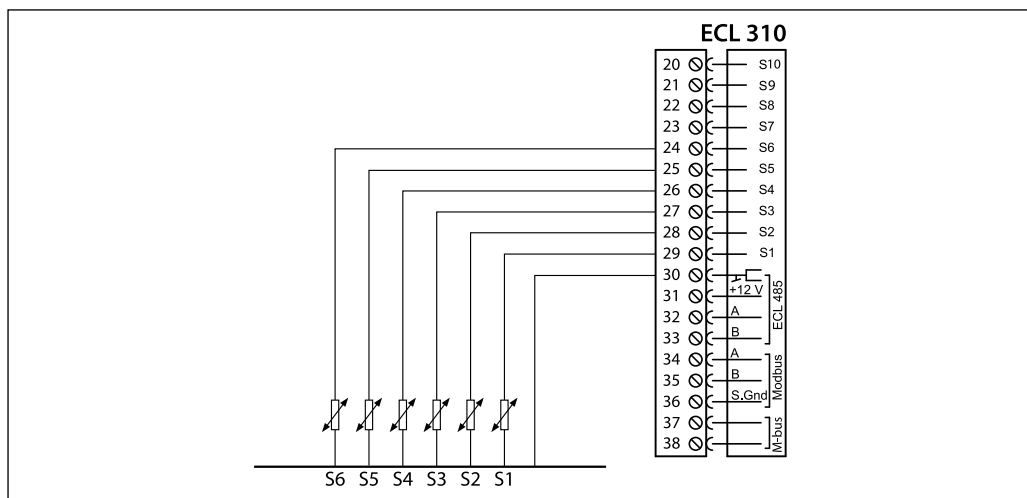 ECL 310
20 S10
21 S9
22 S8
23 S7
24 S6
25 S5
26 S4
27 S3
28 S2
29 S1
30
31 +12 V
32 A
33 B
ECL 485
34 A
35 B
36 S.Gnd
Modbus
37
38
M-bus
S6 S5 S4 S3 S2 S1